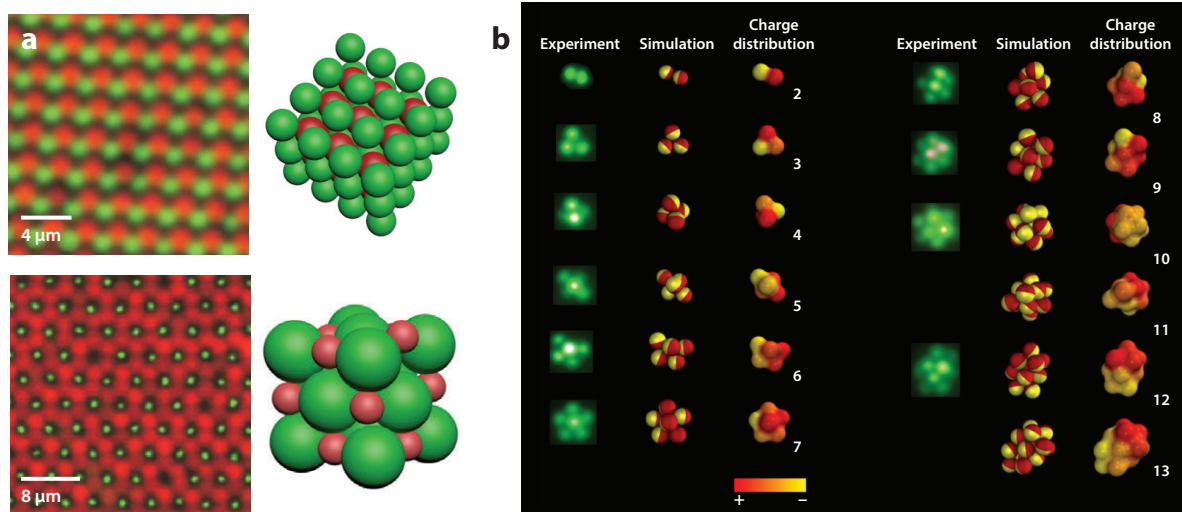 a
4 μm
8 μm
b
Experiment
Simulation
Charge
distribution
2
3
4
5
6
7
+
−
Experiment
Simulation
Charge
distribution
8
9
10
11
12
13